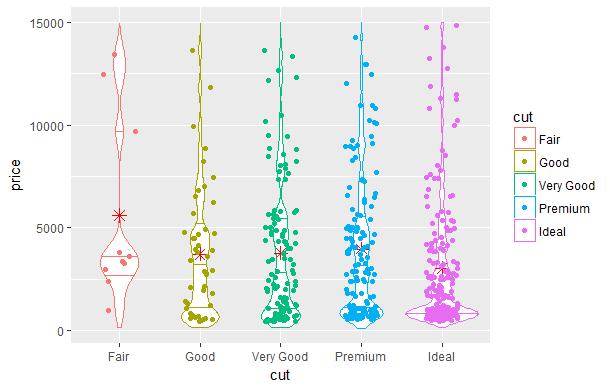 15000
10000
5000
0
price
Fair
Good
Very Good
Premium
Ideal
cut
cut
Fair
Good
Very Good
Premium
Ideal